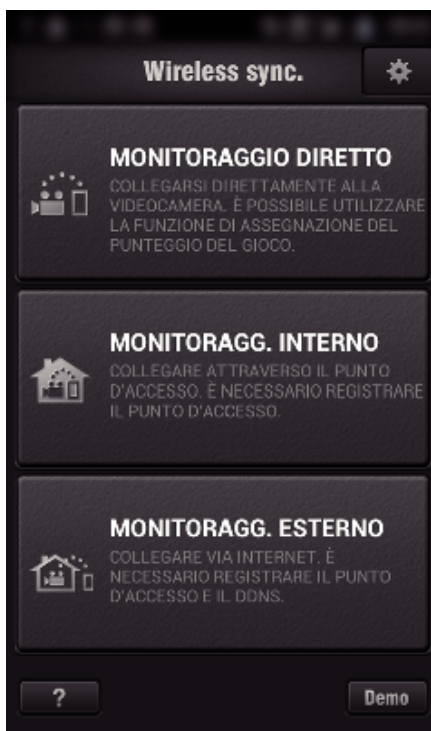 Wireless sync.
MONITORAGGIO DIRETTO
COLLEGARSI DIRETTAMENTE ALLA
VIDEOCAMERA. È POSSIBILE UTILIZZARE
LA FUNZIONE DI ASSEGNAZIONE DEL
PUNTEGGIO DEL GIOCO.
MONITORAGG. INTERNO
COLLEGARE ATTRAVERSO IL PUNTO
D'ACCESSO. È NECESSARIO REGISTRARE
IL PUNTO D'ACCESSO.
MONITORAGG. ESTERNO
COLLEGARE VIA INTERNET. È
NECESSARIO REGISTRARE IL PUNTO
D'ACCESSO E IL DDNS.
?
Demo